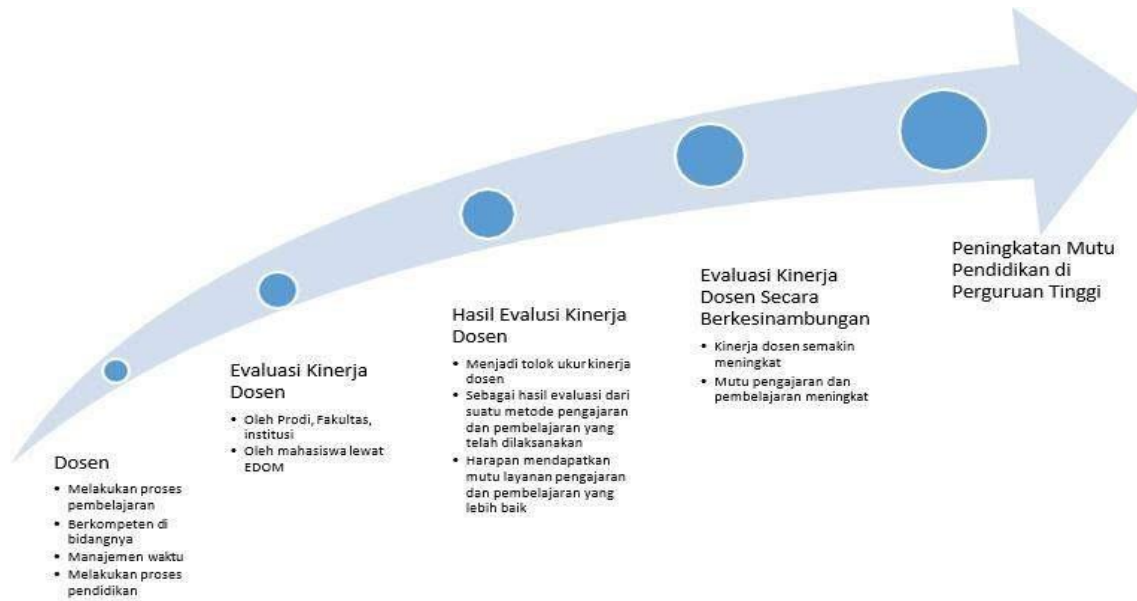 Dosen
• Melakukan proses
pembelajaran
• Berkompeten di
bidangnya
• Manajemen waktu
• Melakukan proses
pendidikan
Evaluasi Kinerja
Dosen
• Oleh Prodi, Fakultas,
institusi
• Oleh mahasiswa lewat
EDOM
Hasil Evalusi Kinerja
Dosen
• Menjadi tolok ukur kinerja
dosen
• Sebagai hasil evaluasi dari
suatu metode pengajaran
dan pembelajaran yang
telah dilaksanakan
• Harapan mendapatkan
mutu layanan pengajaran
dan pembelajaran yang
lebih baik
Evaluasi Kinerja
Dosen Secara
Berkesinambungan
• Kinerja dosen semakin
meningkat
• Mutu pengajaran dan
pembelajaran meningkat
Peningkatan Mutu
Pendidikan di
Perguruan Tinggi